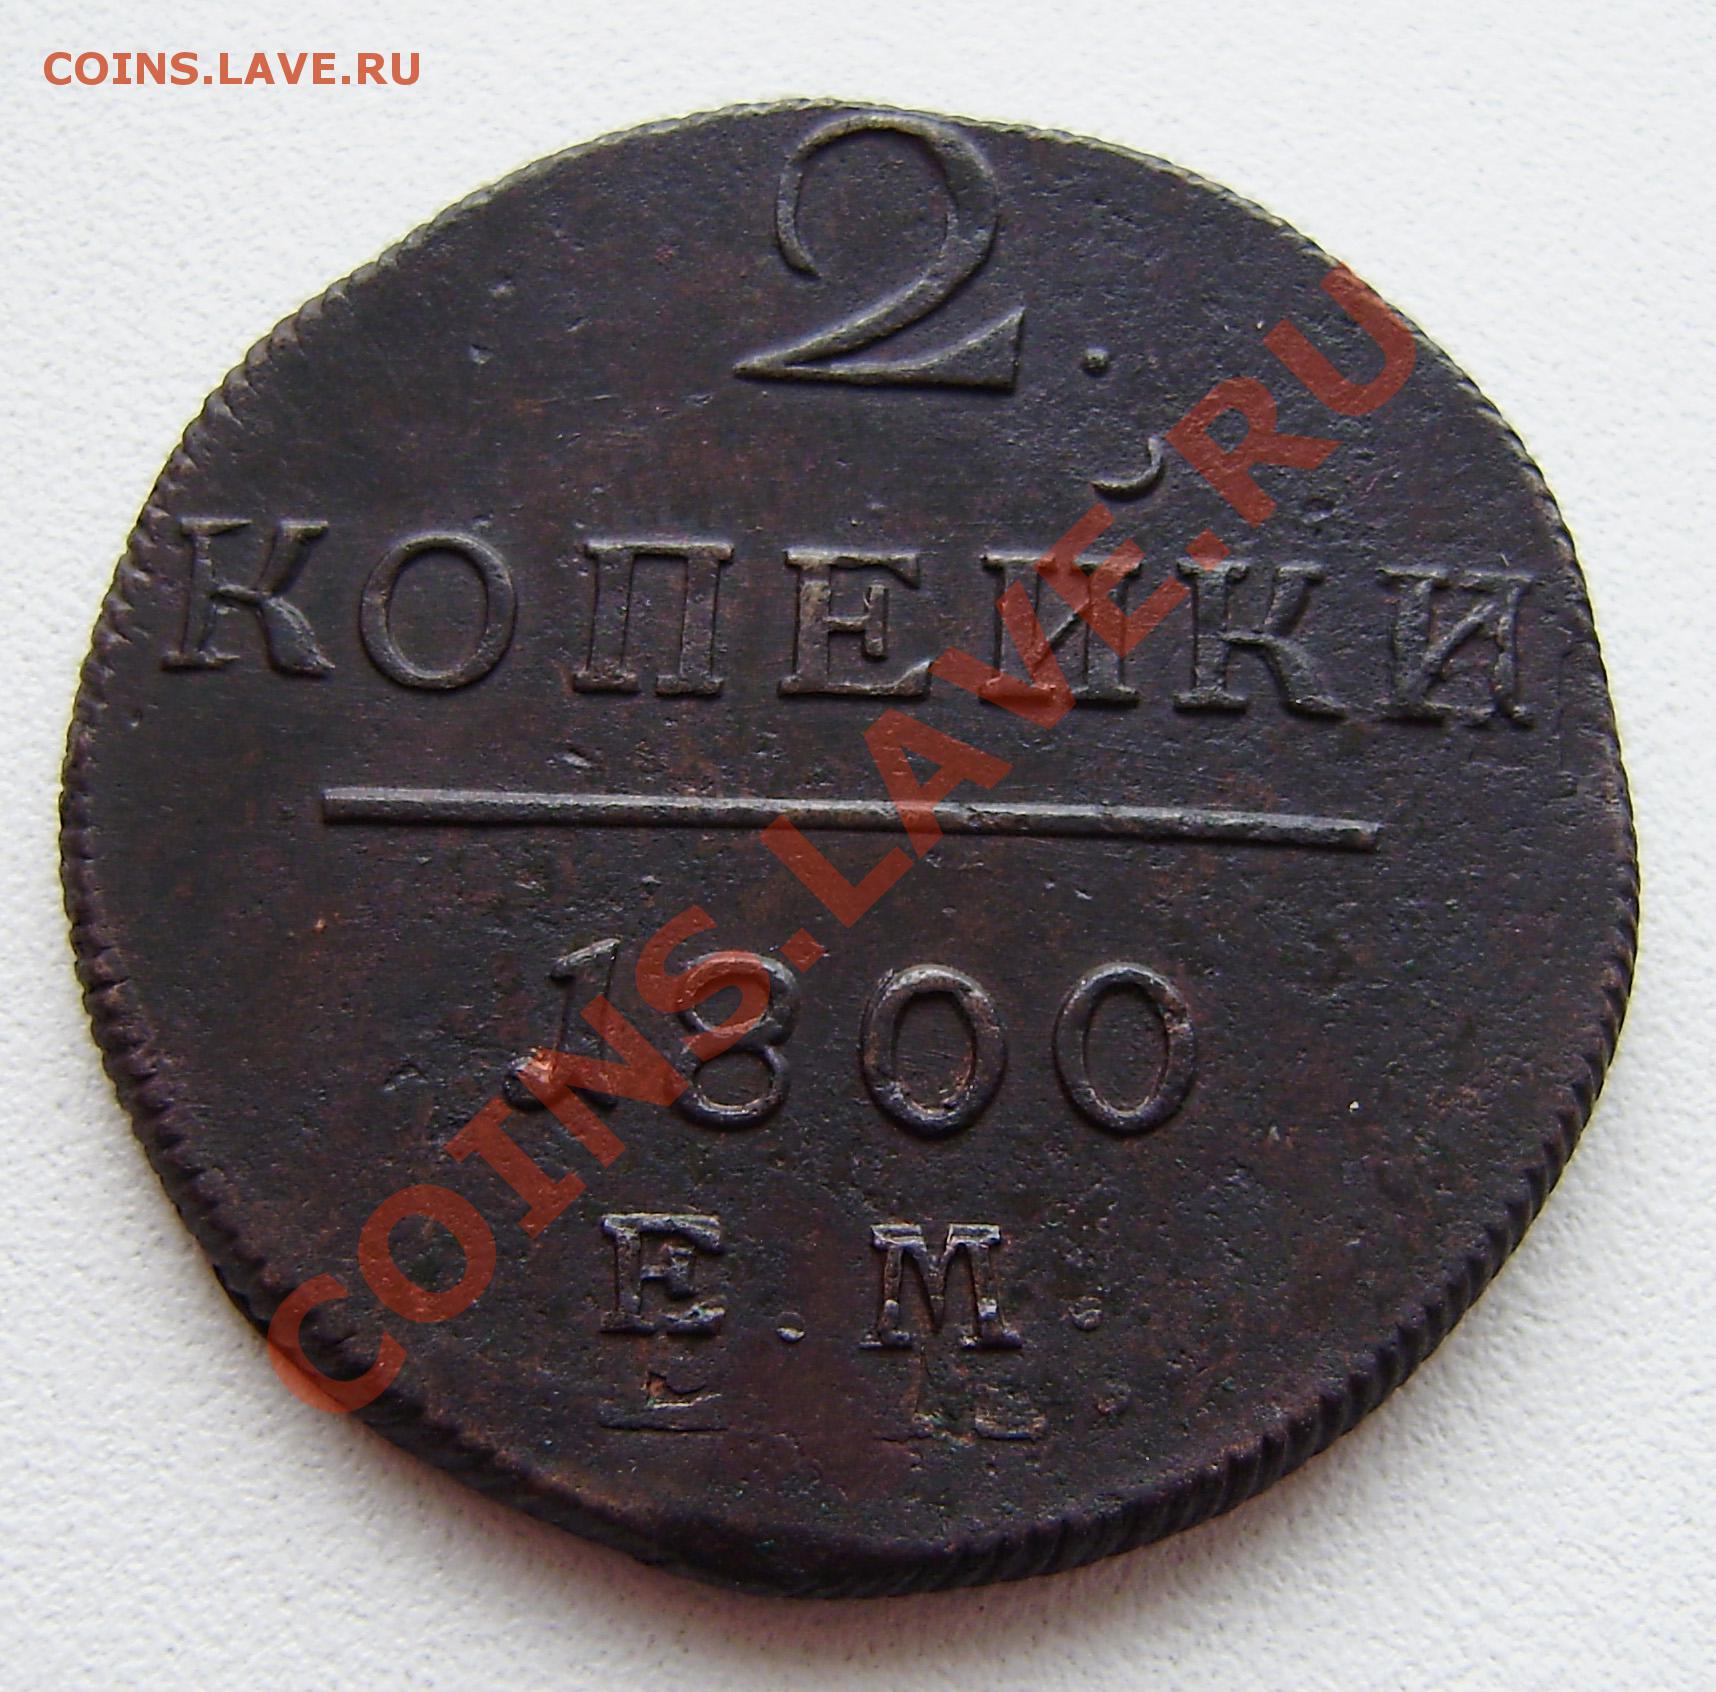 COINS.LAVE.RU
2.
КОПЕЙКИ
1800
Е.М.
COINS.LAVE.RU